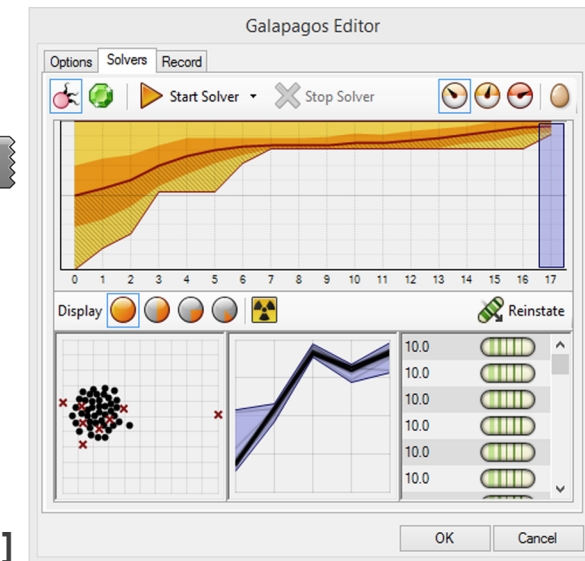 Galapagos Editor
Options Solvers Record
Start Solver Stop Solver
0 1 2 3 4 5 6 7 8 9 10 11 12 13 14 15 16 17
Display Reinstate
10.0
10.0
10.0
10.0
10.0
10.0
OK Cancel
]